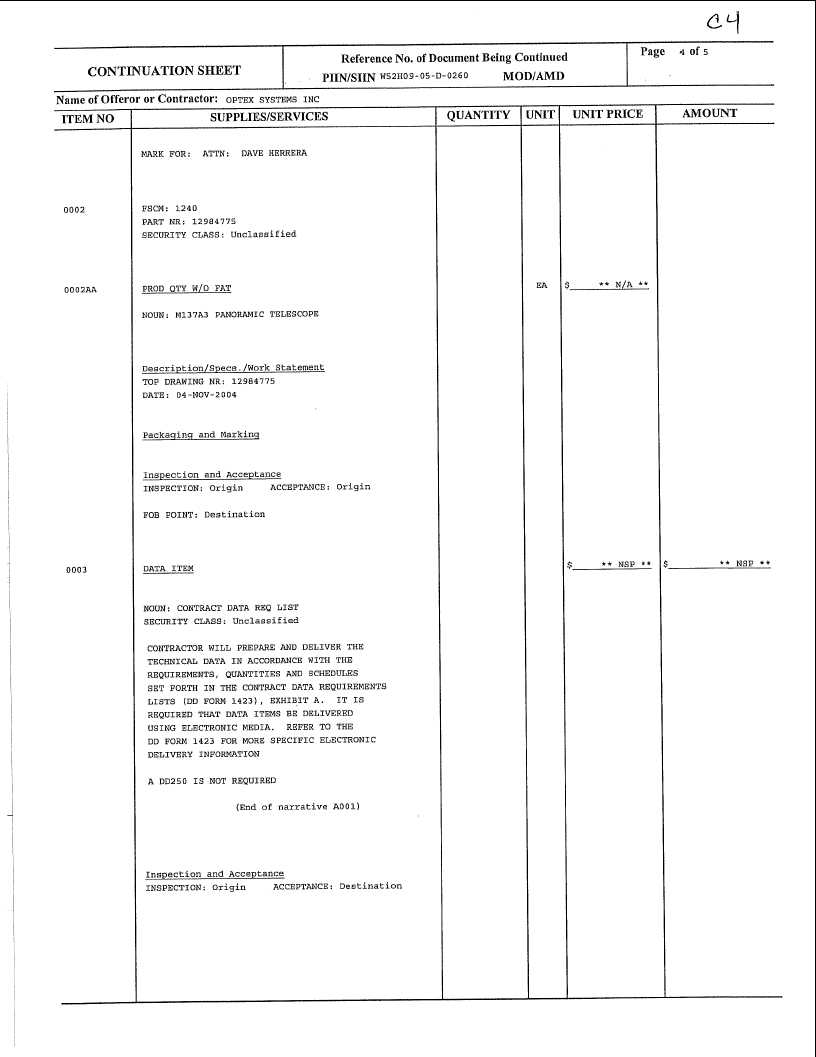 C4
CONTINUATION SHEET
Reference No. of Document Being Continued
PIIN/SIIN W52H09-05-D-0260 MOD/AMD
Page 4 of 5
Name of Offeror or Contractor: OPTEX SYSTEMS INC
ITEM NO SUPPLIES/SERVICES QUANTITY UNIT UNIT PRICE AMOUNT
MARK FOR: ATTN: DAVE HERRERA
0002 FSCM: 1240
PART NR: 12984775
SECURITY CLASS: Unclassified
0002AA PROD QTY W/O FAT EA $ ** N/A **
NOUN: M137A3 PANORAMIC TELESCOPE
Description/Specs./Work Statement
TOP DRAWING NR: 12984775
DATE: 04-NOV-2004
Packaging and Marking
Inspection and Acceptance
INSPECTION: Origin ACCEPTANCE: Origin
FOB POINT: Destination
0003 DATA ITEM $ ** NSP ** $ ** NSP **
NOUN: CONTRACT DATA REQ LIST
SECURITY CLASS: Unclassified
CONTRACTOR WILL PREPARE AND DELIVER THE
TECHNICAL DATA IN ACCORDANCE WITH THE
REQUIREMENTS, QUANTITIES AND SCHEDULES
SET FORTH IN THE CONTRACT DATA REQUIREMENTS
LISTS (DD FORM 1423), EXHIBIT A. IT IS
REQUIRED THAT DATA ITEMS BE DELIVERED
USING ELECTRONIC MEDIA. REFER TO THE
DD FORM 1423 FOR MORE SPECIFIC ELECTRONIC
DELIVERY INFORMATION
A DD250 IS NOT REQUIRED
(End of narrative A001)
Inspection and Acceptance
INSPECTION: Origin ACCEPTANCE: Destination